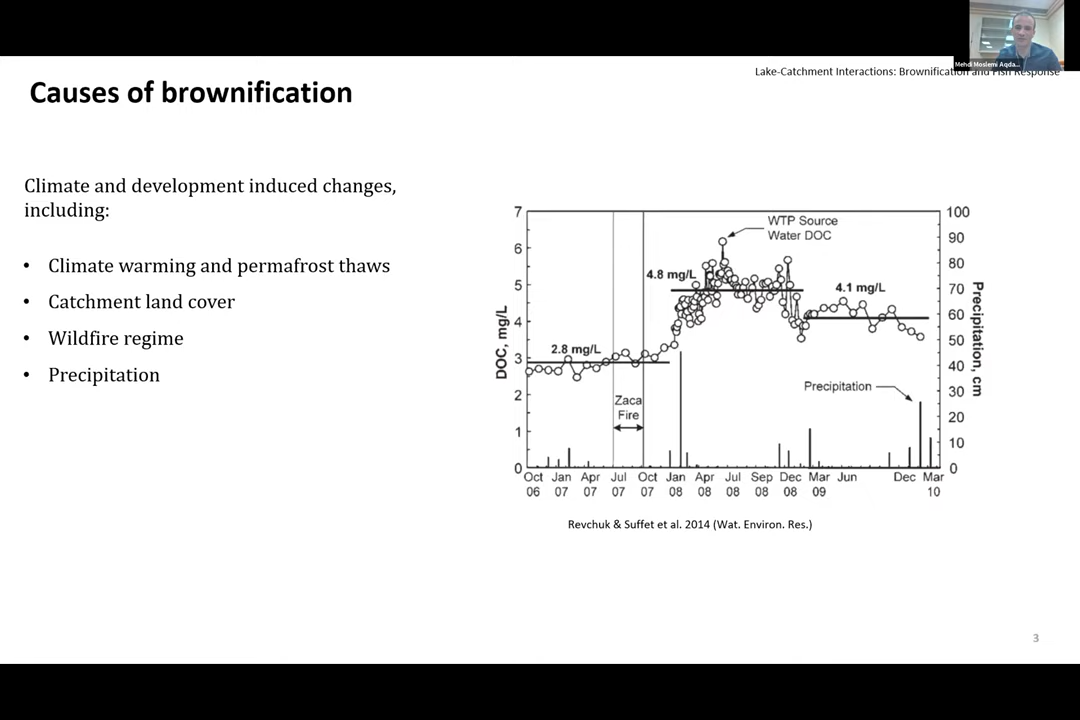 Mehdi Moslemi Aqda...
Lake-Catchment Interactions: Brownification and Fish Response
Causes of brownification
Climate and development induced changes,
including:
• Climate warming and permafrost thaws
• Catchment land cover
• Wildfire regime
• Precipitation
DOC, mg/L
7
6
5
4
3
2
1
0
WTP Source
Water DOC
4.8 mg/L
4.1 mg/L
2.8 mg/L
Zaca
Fire
Precipitation
100
90
80
70
60
50
40
30
20
10
0
Precipitation, cm
Oct Jan Apr Jul Oct Jan Apr Jul Sep Dec Mar Jun Dec Mar
06 07 07 07 07 08 08 08 08 08 09 10
Revchuk & Suffet et al. 2014 (Wat. Environ. Res.)
3